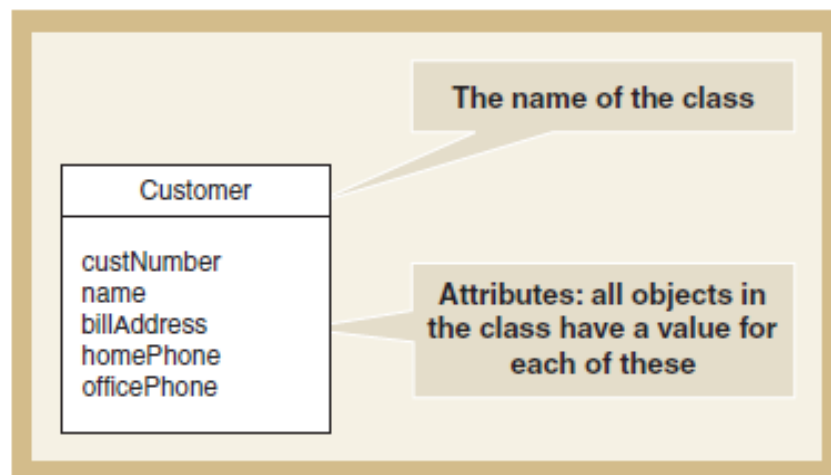 The name of the class
Customer
custNumber
name
billAddress
homePhone
officePhone
Attributes: all objects in
the class have a value for
each of these